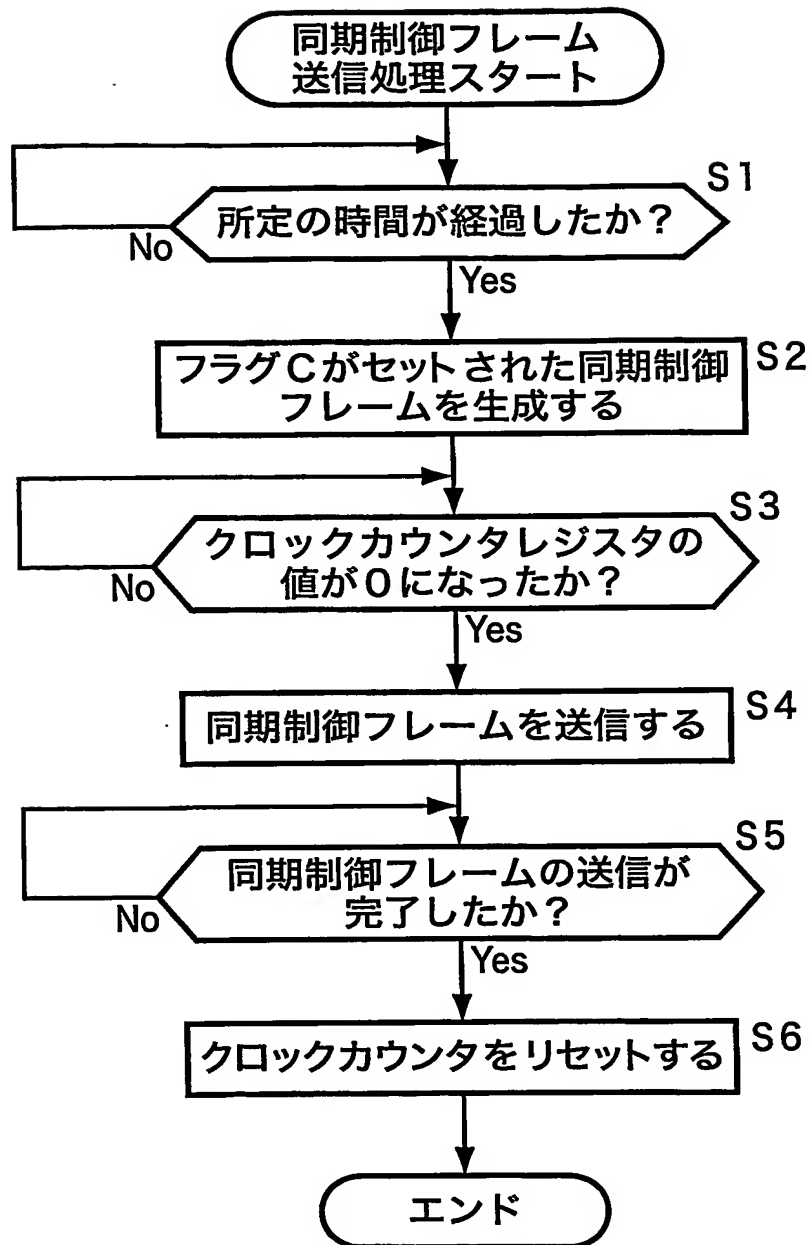 同期制御フレーム
送信処理スタート
S1
所定の時間が経過したか？
No
Yes
S2
フラグCがセットされた同期制御
フレームを生成する
S3
クロックカウンタレジスタの
値が0になったか？
No
Yes
S4
同期制御フレームを送信する
S5
同期制御フレームの送信が
完了したか？
No
Yes
S6
クロックカウンタをリセットする
エンド